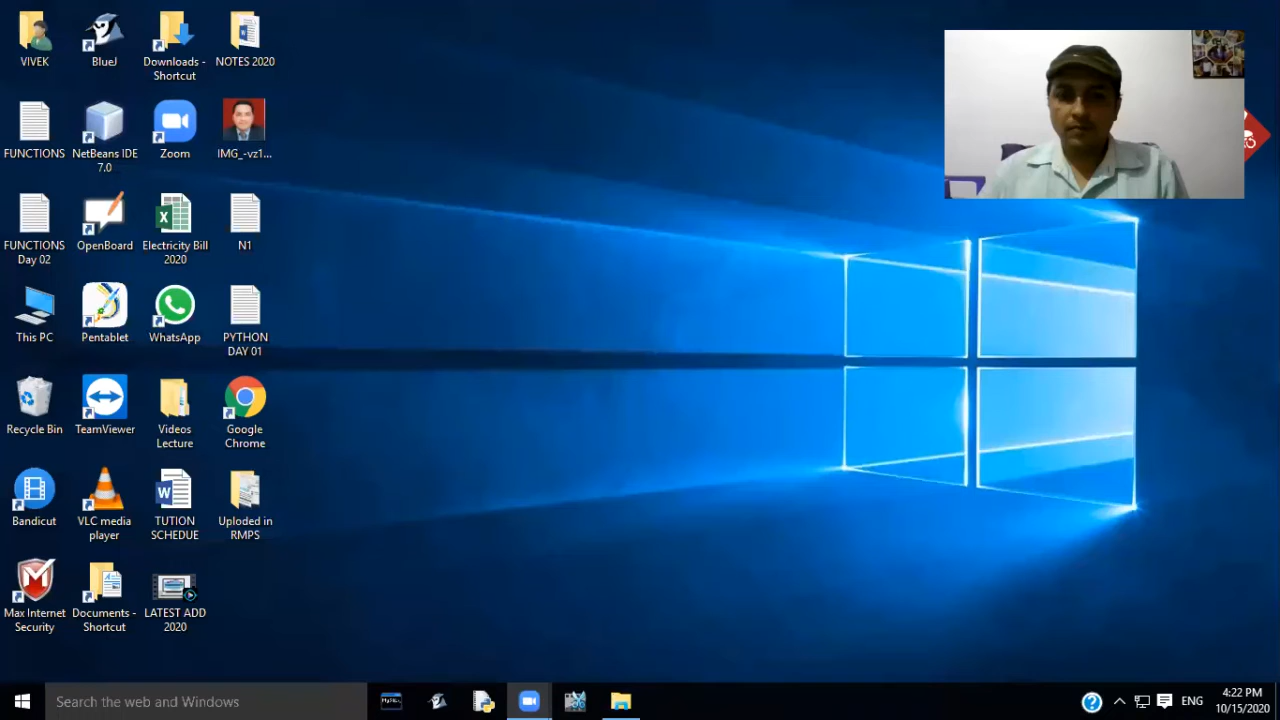 VIVEK
BlueJ
Downloads -
Shortcut
NOTES 2020
FUNCTIONS
NetBeans IDE
7.0
Zoom
IMG_-vz1...
FUNCTIONS
Day 02
OpenBoard
Electricity Bill
2020
N1
This PC
Pentablet
WhatsApp
PYTHON
DAY 01
Recycle Bin
TeamViewer
Videos
Lecture
Google
Chrome
Bandicut
VLC media
player
TUTION
SCHEDUE
Uploded in
RMPS
Max Internet
Security
Documents -
Shortcut
LATEST ADD
2020
Search the web and Windows
ENG
4:22 PM
10/15/2020